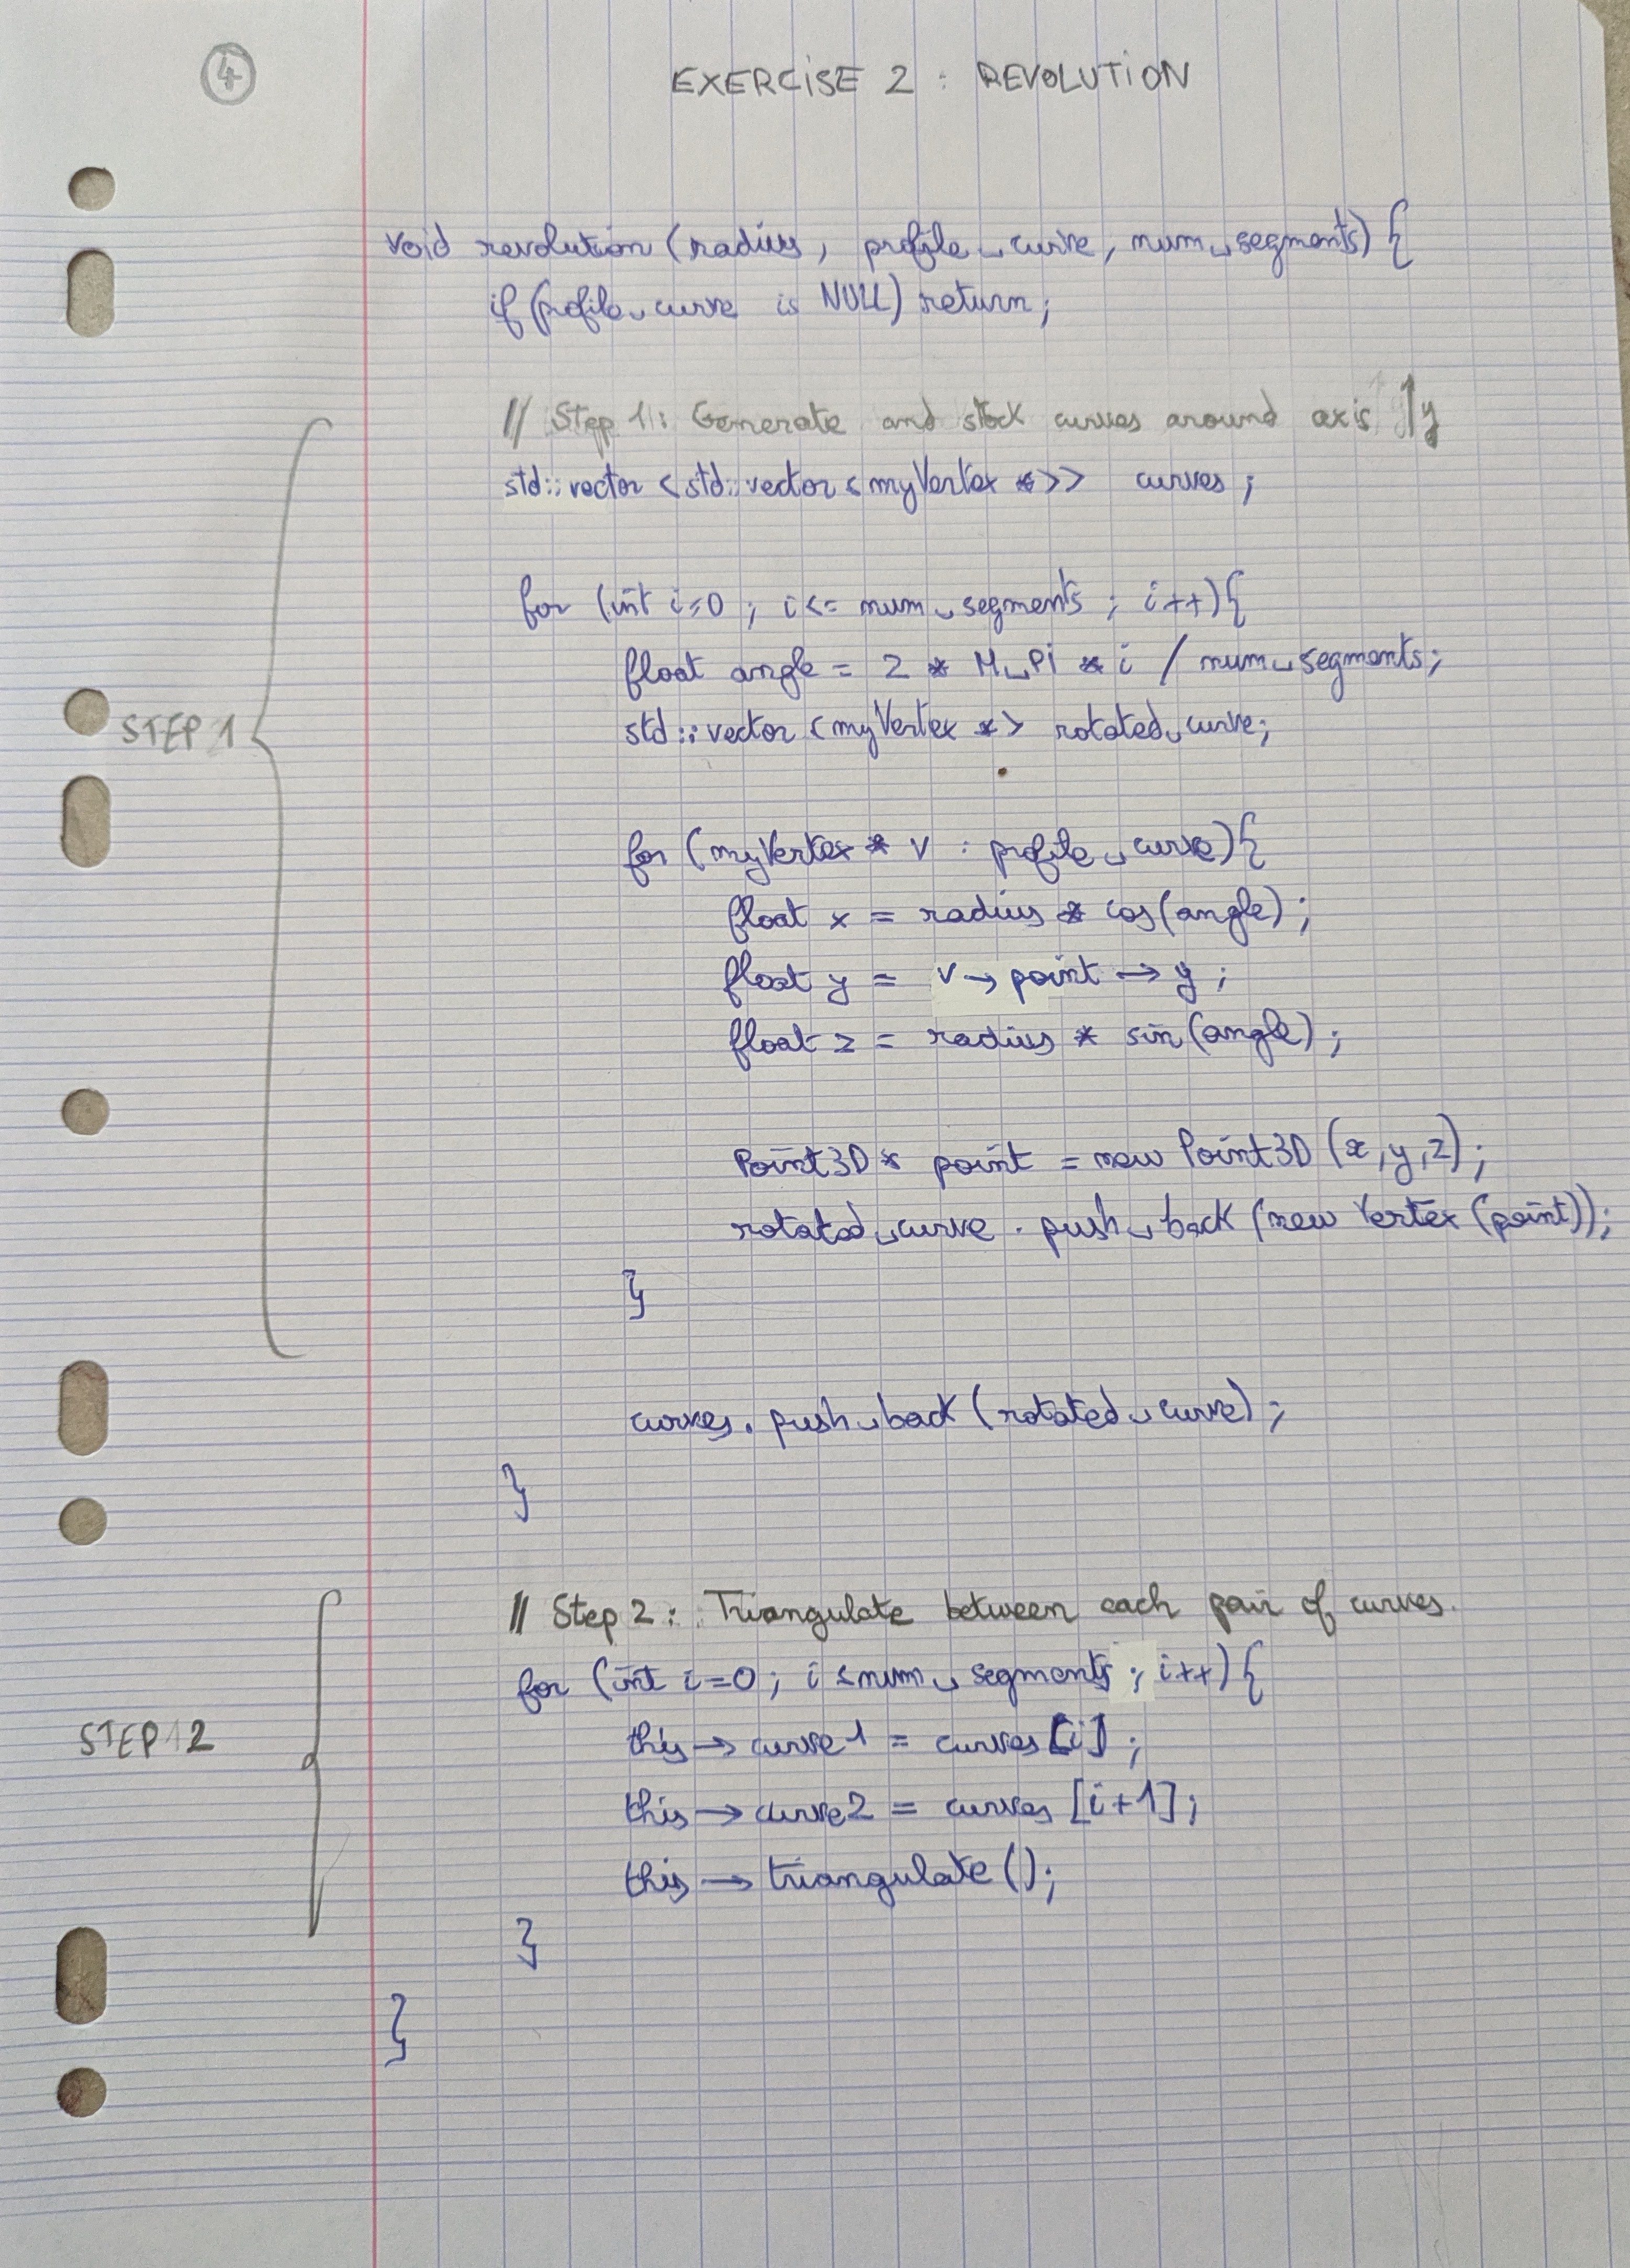 ④
EXERCISE 2 : REVOLUTION
void revolution (radius, profile_curve, num_segments) {
if (profile_curve is NULL) return;
// Step 1: Generate and stock curves around axis y
std::vector <std::vector <myVertex *>> curves ;
for (int i=0 ; i<= num_segments ; i++){
float angle = 2 * M_PI * i / num_segments;
STEP 1
std::vector <myVertex *> rotated_curve;
for (myVertex * v : profile_curve){
float x = radius * cos(angle) ;
float y = v→point→y ;
float z = radius * sin(angle) ;
Point3D * point = new Point3D (x,y,z) ;
rotated_curve . push_back (new Vertex (point));
}
curves. push_back (rotated_curve) ;
}
// Step 2 : Triangulate between each pair of curves.
for (int i=0 ; i <num_segments ; i++) {
STEP 2
this→curve1 = curves[i] ;
this→curve2 = curves [i+1] ;
this→triangulate () ;
}
}